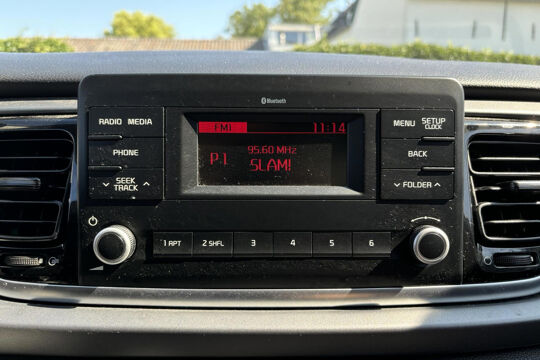 Bluetooth
RADIO MEDIA
FM1 11:14
MENU SETUP
CLOCK
PHONE
P1 95.60 MHz
SLAM!
BACK
SEEK
TRACK
FOLDER
1 RPT 2 SHFL 3 4 5 6